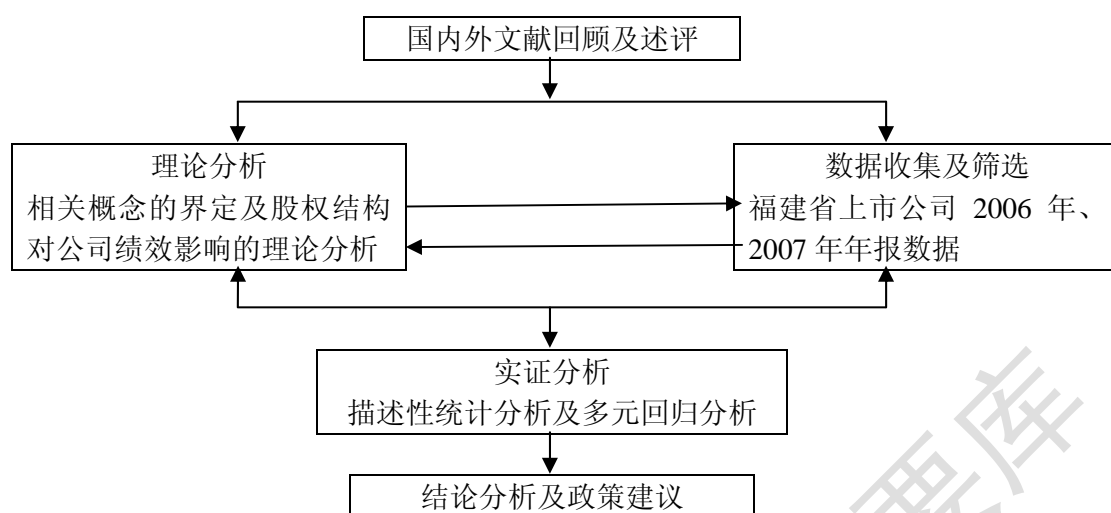 国内外文献回顾及述评
理论分析
相关概念的界定及股权结构
对公司绩效影响的理论分析
数据收集及筛选
福建省上市公司 2006 年、
2007 年年报数据
实证分析
描述性统计分析及多元回归分析
结论分析及政策建议
要库